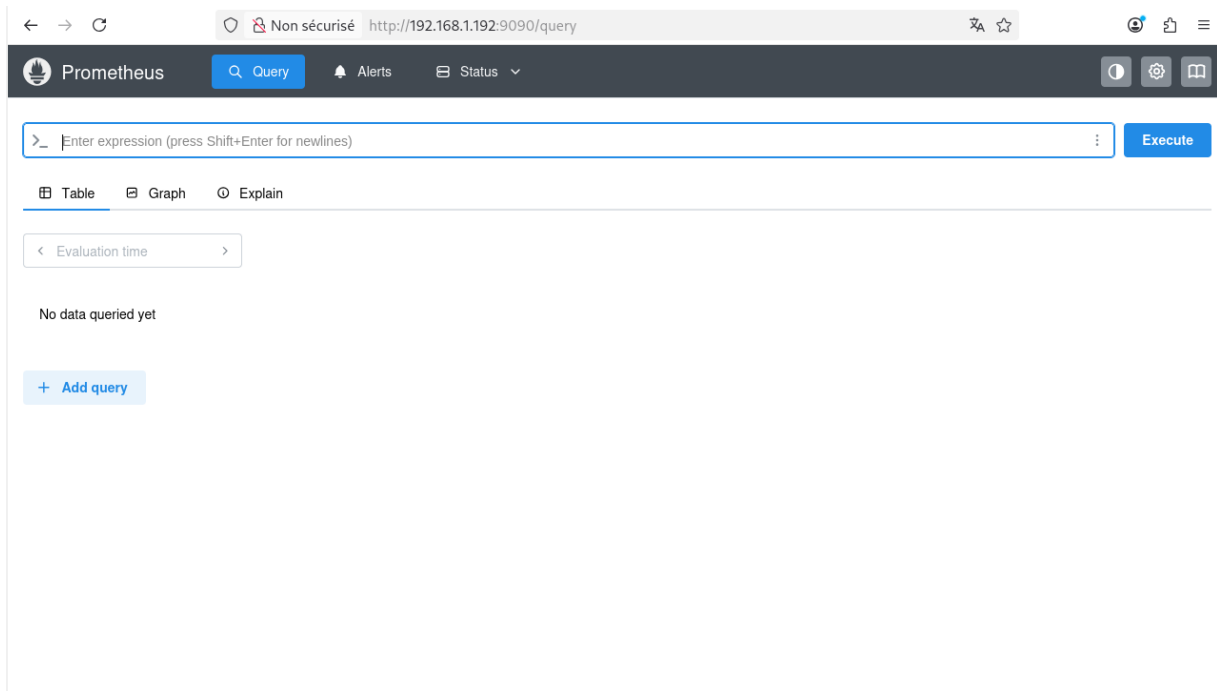 Non sécurisé http://192.168.1.192:9090/query
Prometheus Query Alerts Status
>_ Enter expression (press Shift+Enter for newlines) Execute
Table Graph Explain
Evaluation time
No data queried yet
+ Add query